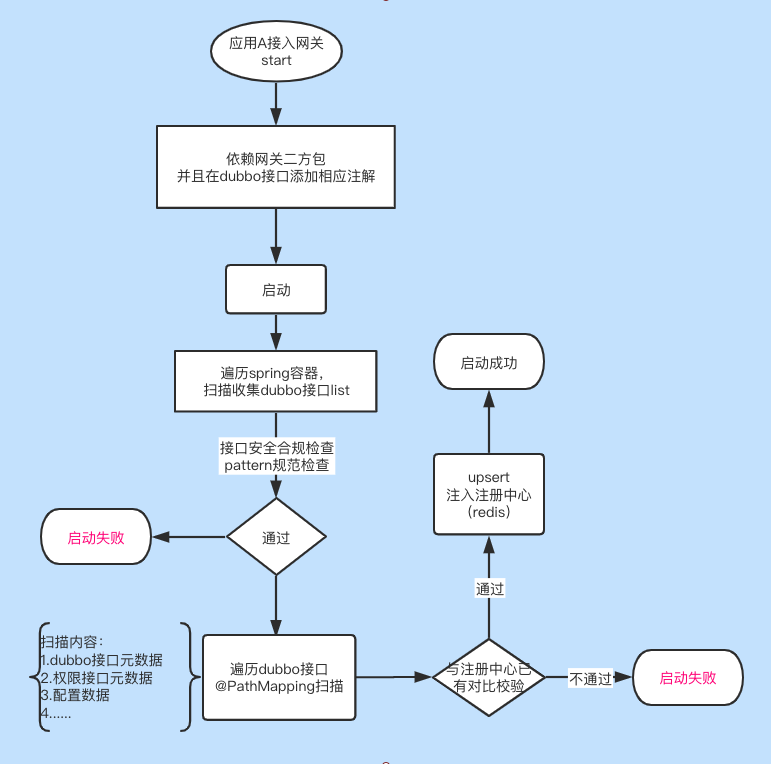 应用A接入网关
start
依赖网关二方包
并且在dubbo接口添加相应注解
启动
遍历spring容器，
扫描收集dubbo接口list
接口安全合规检查
pattern规范检查
通过
启动失败
扫描内容：
1.dubbo接口元数据
2.权限接口元数据
3.配置数据
4......
遍历dubbo接口
@PathMapping扫描
与注册中心已
有对比校验
不通过
启动失败
通过
upsert
注入注册中心
（redis）
启动成功